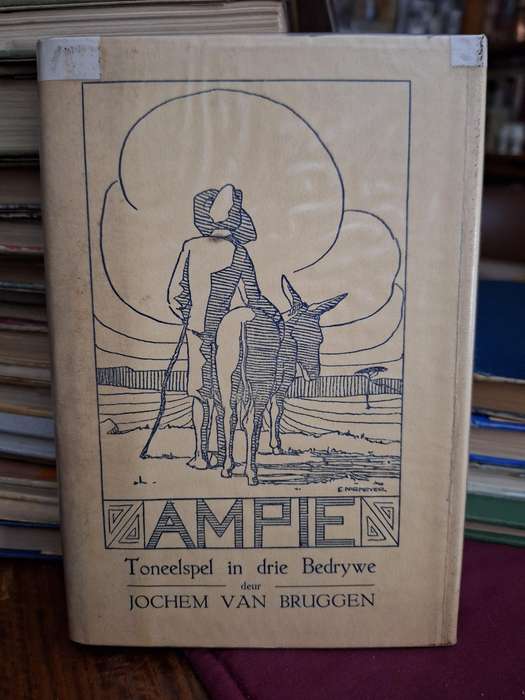 AMPIE
Toneelspel in drie Bedrywe
deur
JOCHEM VAN BRUGGEN